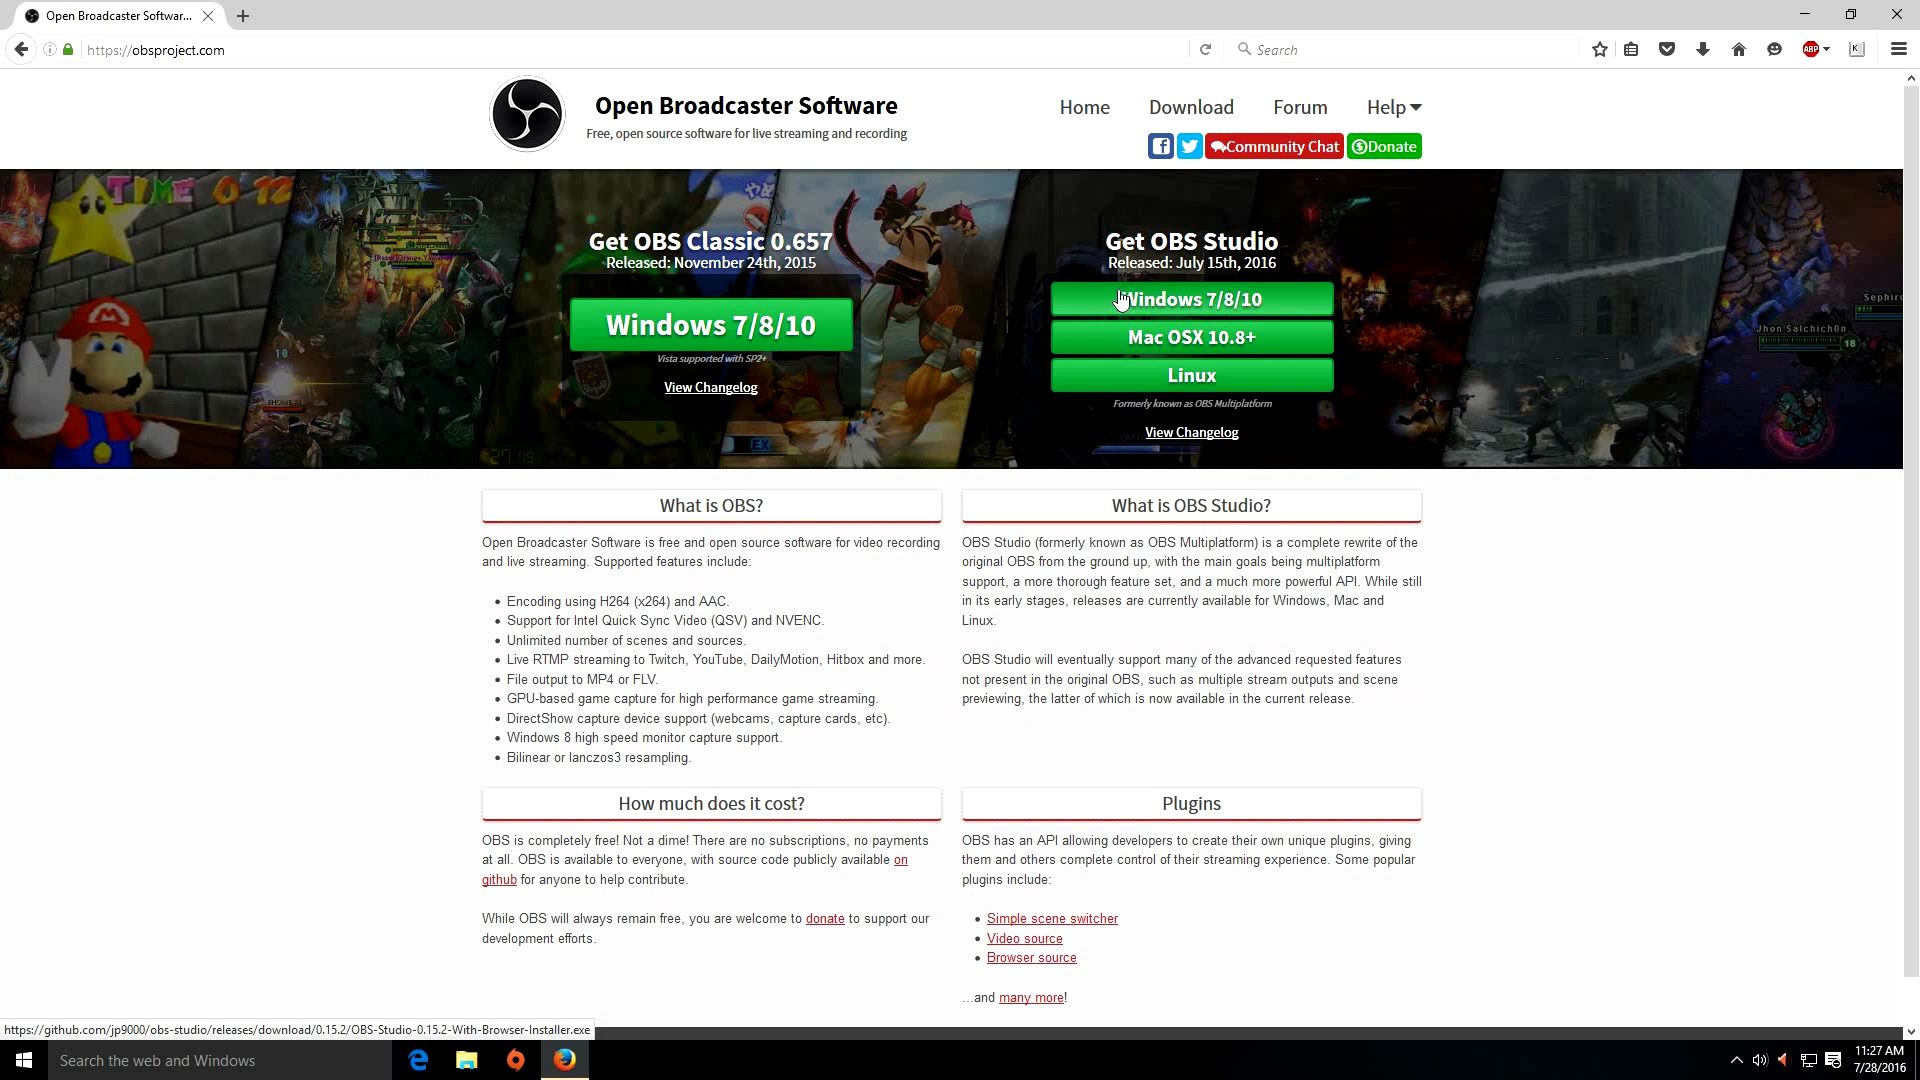 Open Broadcaster Softwar...
https://obsproject.com
Search
ABP
Open Broadcaster Software
Free, open source software for live streaming and recording
Home
Download
Forum
Help
Community Chat
Donate
TIME 0'12
Get OBS Classic 0.657
Released: November 24th, 2015
Windows 7/8/10
Vista supported with SP2+
View Changelog
EX
Get OBS Studio
Released: July 15th, 2016
Windows 7/8/10
Mac OSX 10.8+
Linux
Formerly known as OBS Multiplatform
View Changelog
Sephiro
Jhon Salchich0n
18
What is OBS?
Open Broadcaster Software is free and open source software for video recording
and live streaming. Supported features include:
Encoding using H264 (x264) and AAC.
Support for Intel Quick Sync Video (QSV) and NVENC.
Unlimited number of scenes and sources.
Live RTMP streaming to Twitch, YouTube, DailyMotion, Hitbox and more.
File output to MP4 or FLV.
GPU-based game capture for high performance game streaming.
DirectShow capture device support (webcams, capture cards, etc).
Windows 8 high speed monitor capture support.
Bilinear or lanczos3 resampling.
What is OBS Studio?
OBS Studio (formerly known as OBS Multiplatform) is a complete rewrite of the
original OBS from the ground up, with the main goals being multiplatform
support, a more thorough feature set, and a much more powerful API. While still
in its early stages, releases are currently available for Windows, Mac and
Linux.
OBS Studio will eventually support many of the advanced requested features
not present in the original OBS, such as multiple stream outputs and scene
previewing, the latter of which is now available in the current release.
How much does it cost?
OBS is completely free! Not a dime! There are no subscriptions, no payments
at all. OBS is available to everyone, with source code publicly available on
github for anyone to help contribute.
While OBS will always remain free, you are welcome to donate to support our
development efforts.
Plugins
OBS has an API allowing developers to create their own unique plugins, giving
them and others complete control of their streaming experience. Some popular
plugins include:
Simple scene switcher
Video source
Browser source
...and many more!
https://github.com/jp9000/obs-studio/releases/download/0.15.2/OBS-Studio-0.15.2-With-Browser-Installer.exe
Search the web and Windows
11:27 AM
7/28/2016